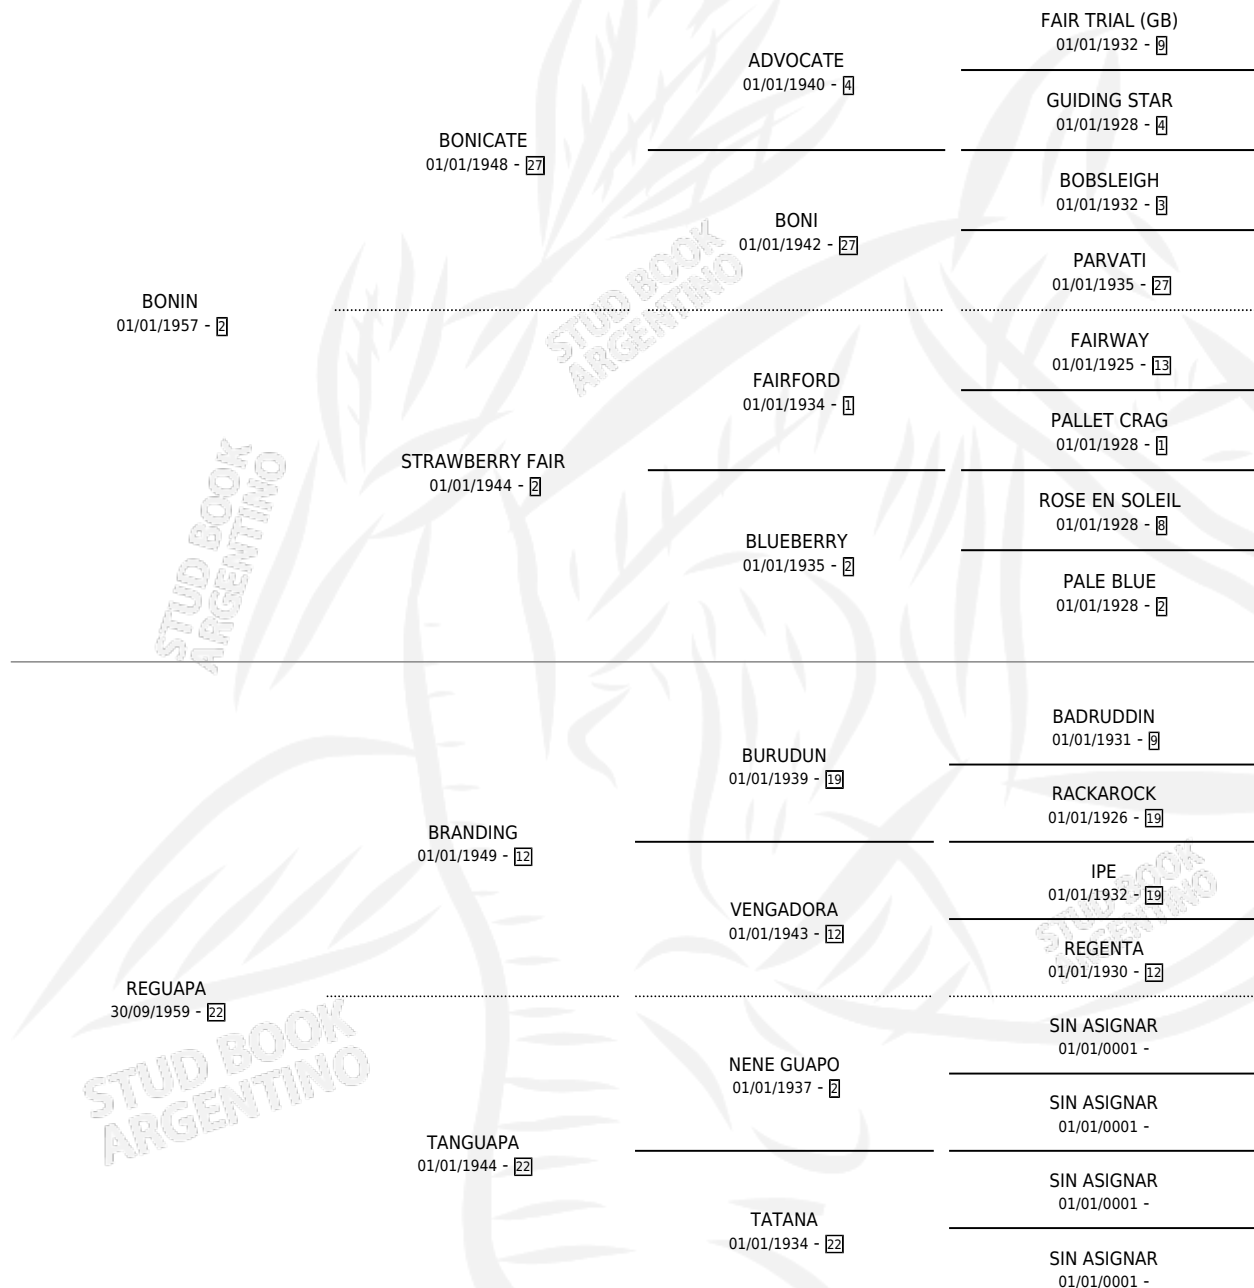 FAIR TRIAL (GB)
01/01/1932 - 9
ADVOCATE
01/01/1940 - 4
GUIDING STAR
01/01/1928 - 4
BONICATE
01/01/1948 - 27
BOBSLEIGH
01/01/1932 - 3
BONI
01/01/1942 - 27
PARVATI
01/01/1935 - 27
BONIN
01/01/1957 - 2
FAIRWAY
01/01/1925 - 13
FAIRFORD
01/01/1934 - 1
PALLET CRAG
01/01/1928 - 1
STRAWBERRY FAIR
01/01/1944 - 2
ROSE EN SOLEIL
01/01/1928 - 8
BLUEBERRY
01/01/1935 - 2
PALE BLUE
01/01/1928 - 2
BADRUDDIN
01/01/1931 - 9
BURUDUN
01/01/1939 - 19
RACKAROCK
01/01/1926 - 19
BRANDING
01/01/1949 - 12
IPE
01/01/1932 - 19
VENGADORA
01/01/1943 - 12
REGENTA
01/01/1930 - 12
REGUAPA
30/09/1959 - 22
SIN ASIGNAR
01/01/0001 -
NENE GUAPO
01/01/1937 - 2
SIN ASIGNAR
01/01/0001 -
TANGUAPA
01/01/1944 - 22
SIN ASIGNAR
01/01/0001 -
TATANA
01/01/1934 - 22
SIN ASIGNAR
01/01/0001 -
STUD BOOK
ARGENTINO
STUD BOOK
ARGENTINO
STUD BOOK
ARGENTINO
STUD BOOK
ARGENTINO